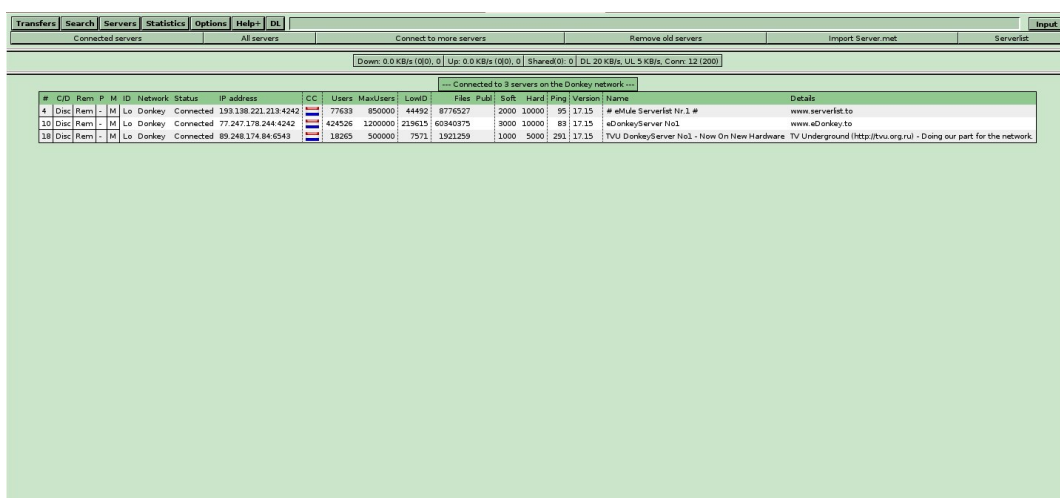 Transfers Search Servers Statistics Options Help+ DL Input
Connected servers All servers Connect to more servers Remove old servers Import Server.met Serverlist
Down: 0.0 KB/s (0|0), 0 Up: 0.0 KB/s (0|0), 0 Shared(0): 0 DL 20 KB/s, UL 5 KB/s, Conn: 12 (200)
--- Connected to 3 servers on the Donkey network ---
# C/D Rem P M ID Network Status IP address CC Users MaxUsers LowID Files Publ Soft Hard Ping Version Name Details
4 Disc Rem - M Lo Donkey Connected 193.138.221.213:4242 77633 850000 44492 8776527 2000 10000 95 17.15 # eMule Serverlist Nr.1 # www.serverlist.to
10 Disc Rem - M Lo Donkey Connected 77.247.178.244:4242 424526 1200000 219615 60340375 3000 10000 83 17.15 eDonkeyServer No1 www.eDonkey.to
18 Disc Rem - M Lo Donkey Connected 89.248.174.84:6543 18265 500000 7571 1921259 1000 5000 291 17.15 TVU DonkeyServer No1 - Now On New Hardware TV Underground (http://tvu.org.ru) - Doing our part for the network.